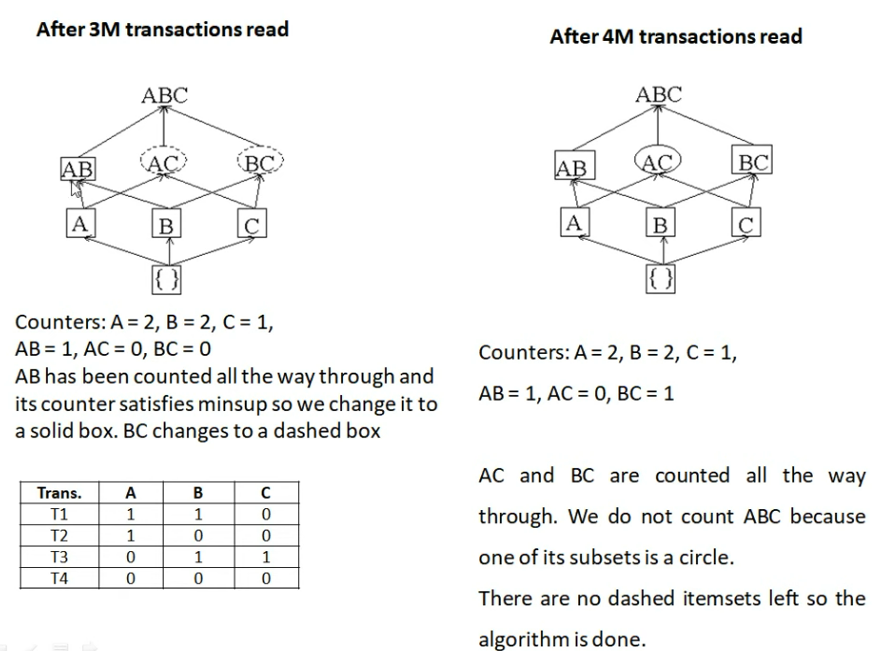 After 3M transactions read
ABC
AB AC BC
A B C
{ }
Counters: A = 2, B = 2, C = 1,
AB = 1, AC = 0, BC = 0
AB has been counted all the way through and
its counter satisfies minsup so we change it to
a solid box. BC changes to a dashed box
Trans. A B C
T1 1 1 0
T2 1 0 0
T3 0 1 1
T4 0 0 0
After 4M transactions read
ABC
AB AC BC
A B C
{ }
Counters: A = 2, B = 2, C = 1,
AB = 1, AC = 0, BC = 1
AC and BC are counted all the way
through. We do not count ABC because
one of its subsets is a circle.
There are no dashed itemsets left so the
algorithm is done.